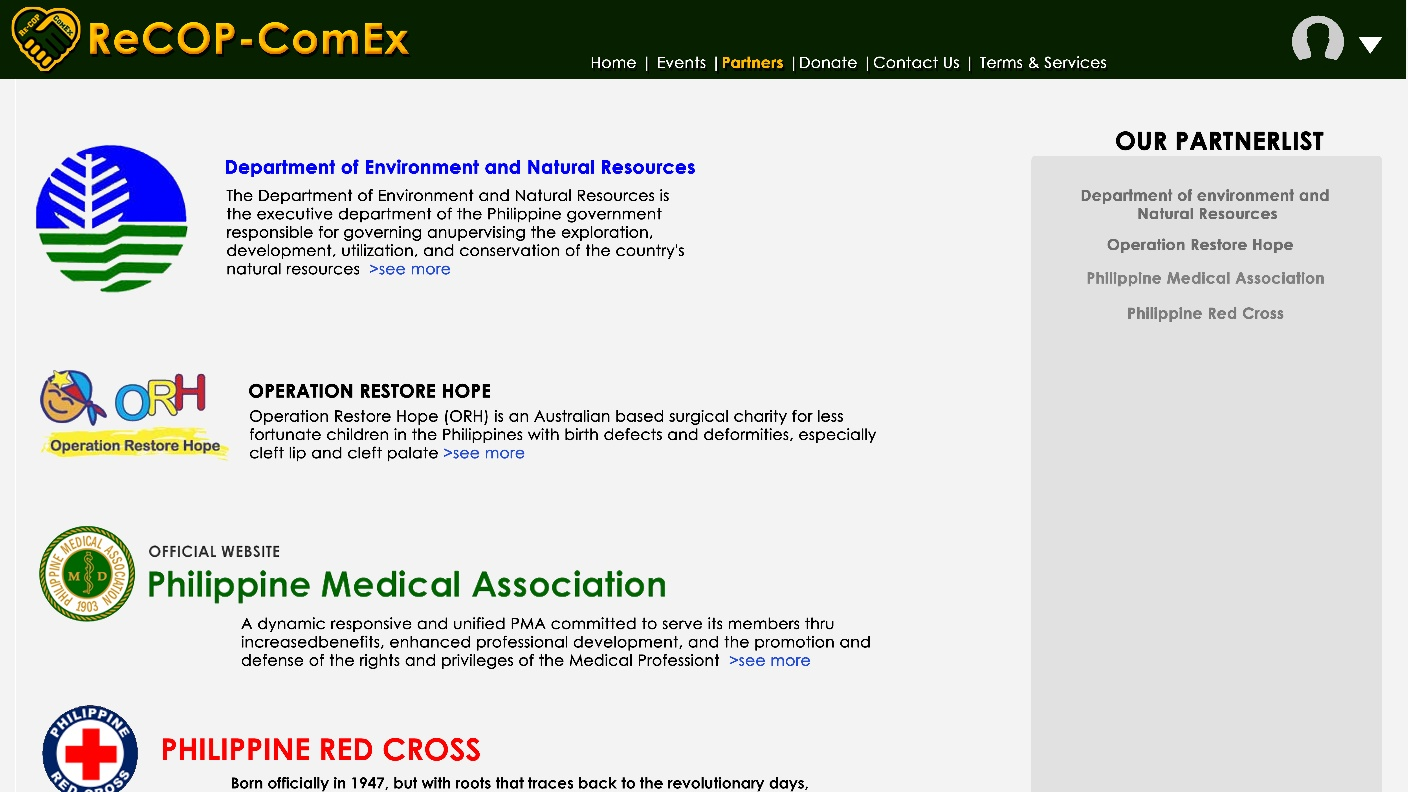 ReCOP-ComEx
Home | Events | Partners | Donate | Contact Us | Terms & Services
OUR PARTNERLIST
Department of environment and
Natural Resources
Operation Restore Hope
Philippine Medical Association
Philippine Red Cross
Department of Environment and Natural Resources
The Department of Environment and Natural Resources is
the executive department of the Philippine government
responsible for governing anupervising the exploration,
development, utilization, and conservation of the country's
natural resources >see more
ORH
Operation Restore Hope
OPERATION RESTORE HOPE
Operation Restore Hope (ORH) is an Australian based surgical charity for less
fortunate children in the Philippines with birth defects and deformities, especially
cleft lip and cleft palate >see more
PHILIPPINE MEDICAL ASSOCIATION
M D
1903
OFFICIAL WEBSITE
Philippine Medical Association
A dynamic responsive and unified PMA committed to serve its members thru
increasedbenefits, enhanced professional development, and the promotion and
defense of the rights and privileges of the Medical Professiont >see more
PHILIPPINE
RED CROSS
PHILIPPINE RED CROSS
Born officially in 1947, but with roots that traces back to the revolutionary days,